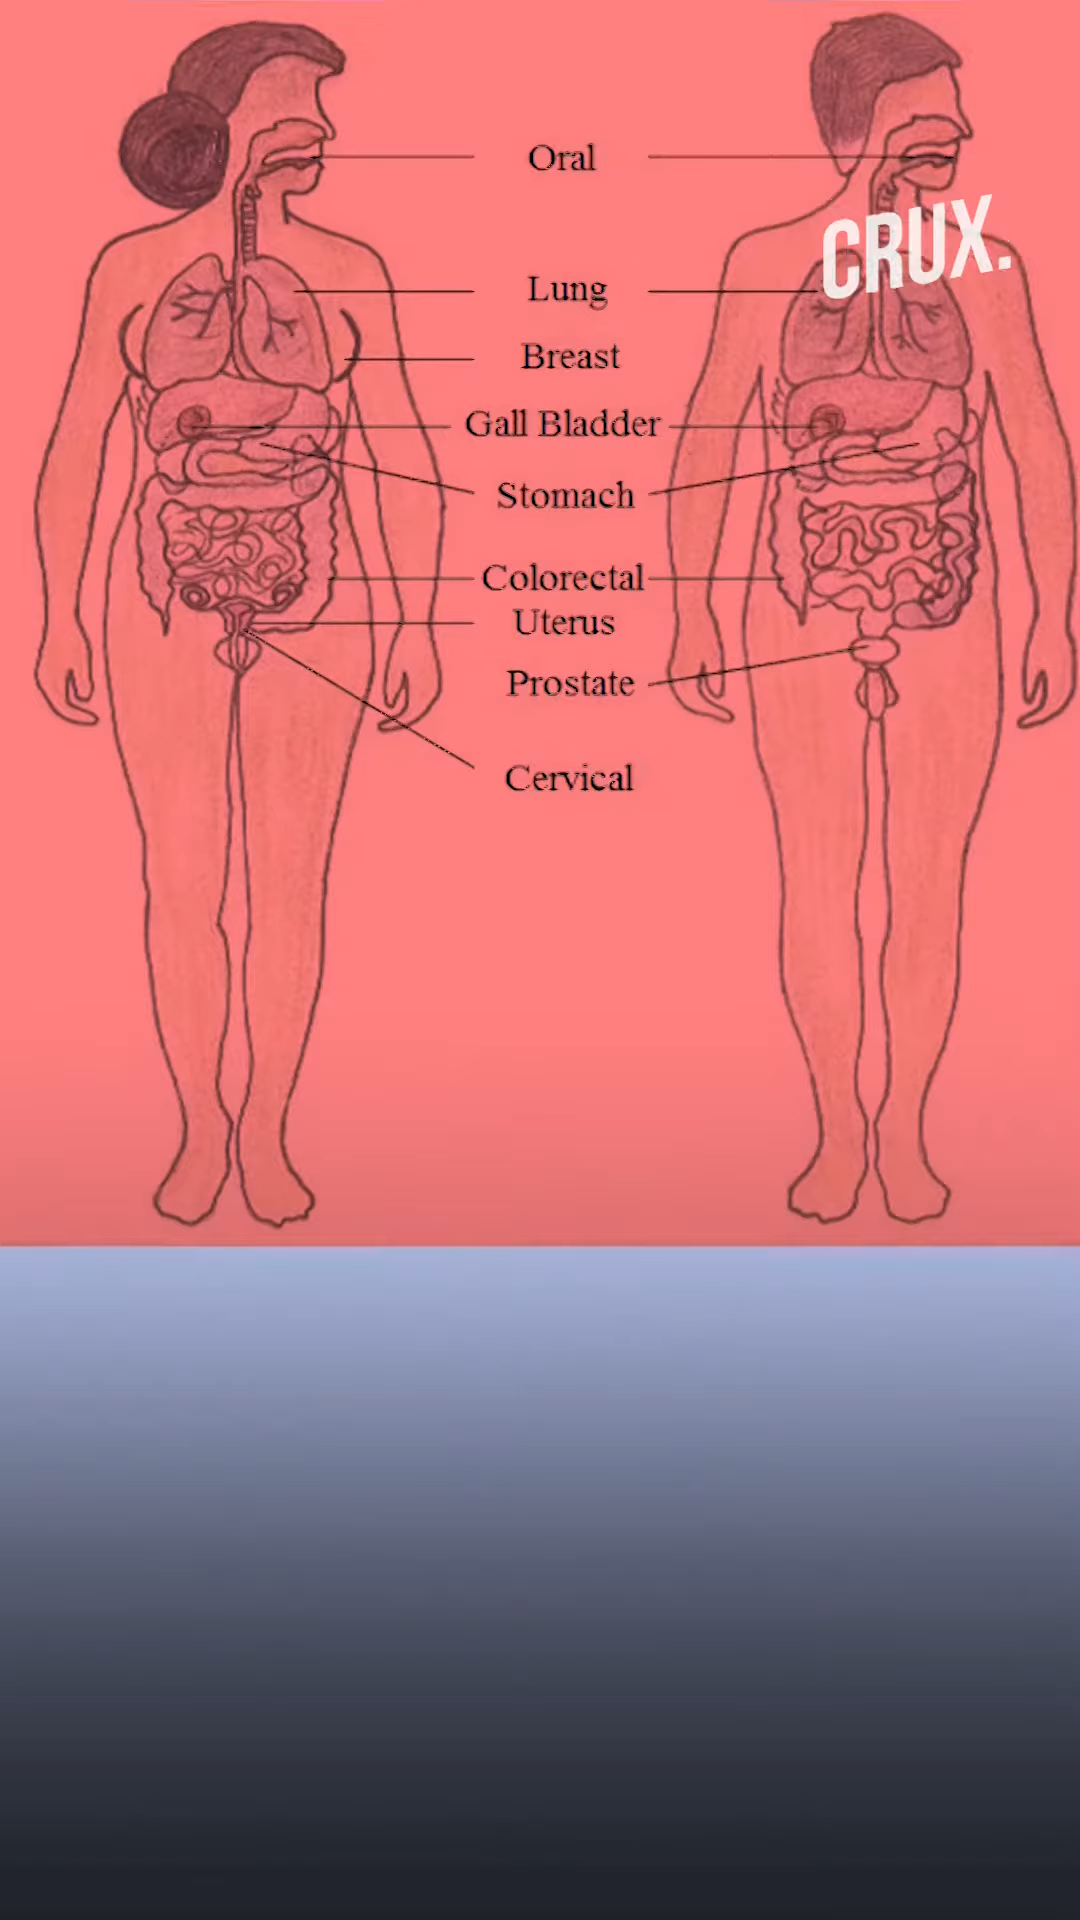 Oral
CRUX.
Lung
Breast
Gall Bladder
Stomach
Colorectal
Uterus
Prostate
Cervical